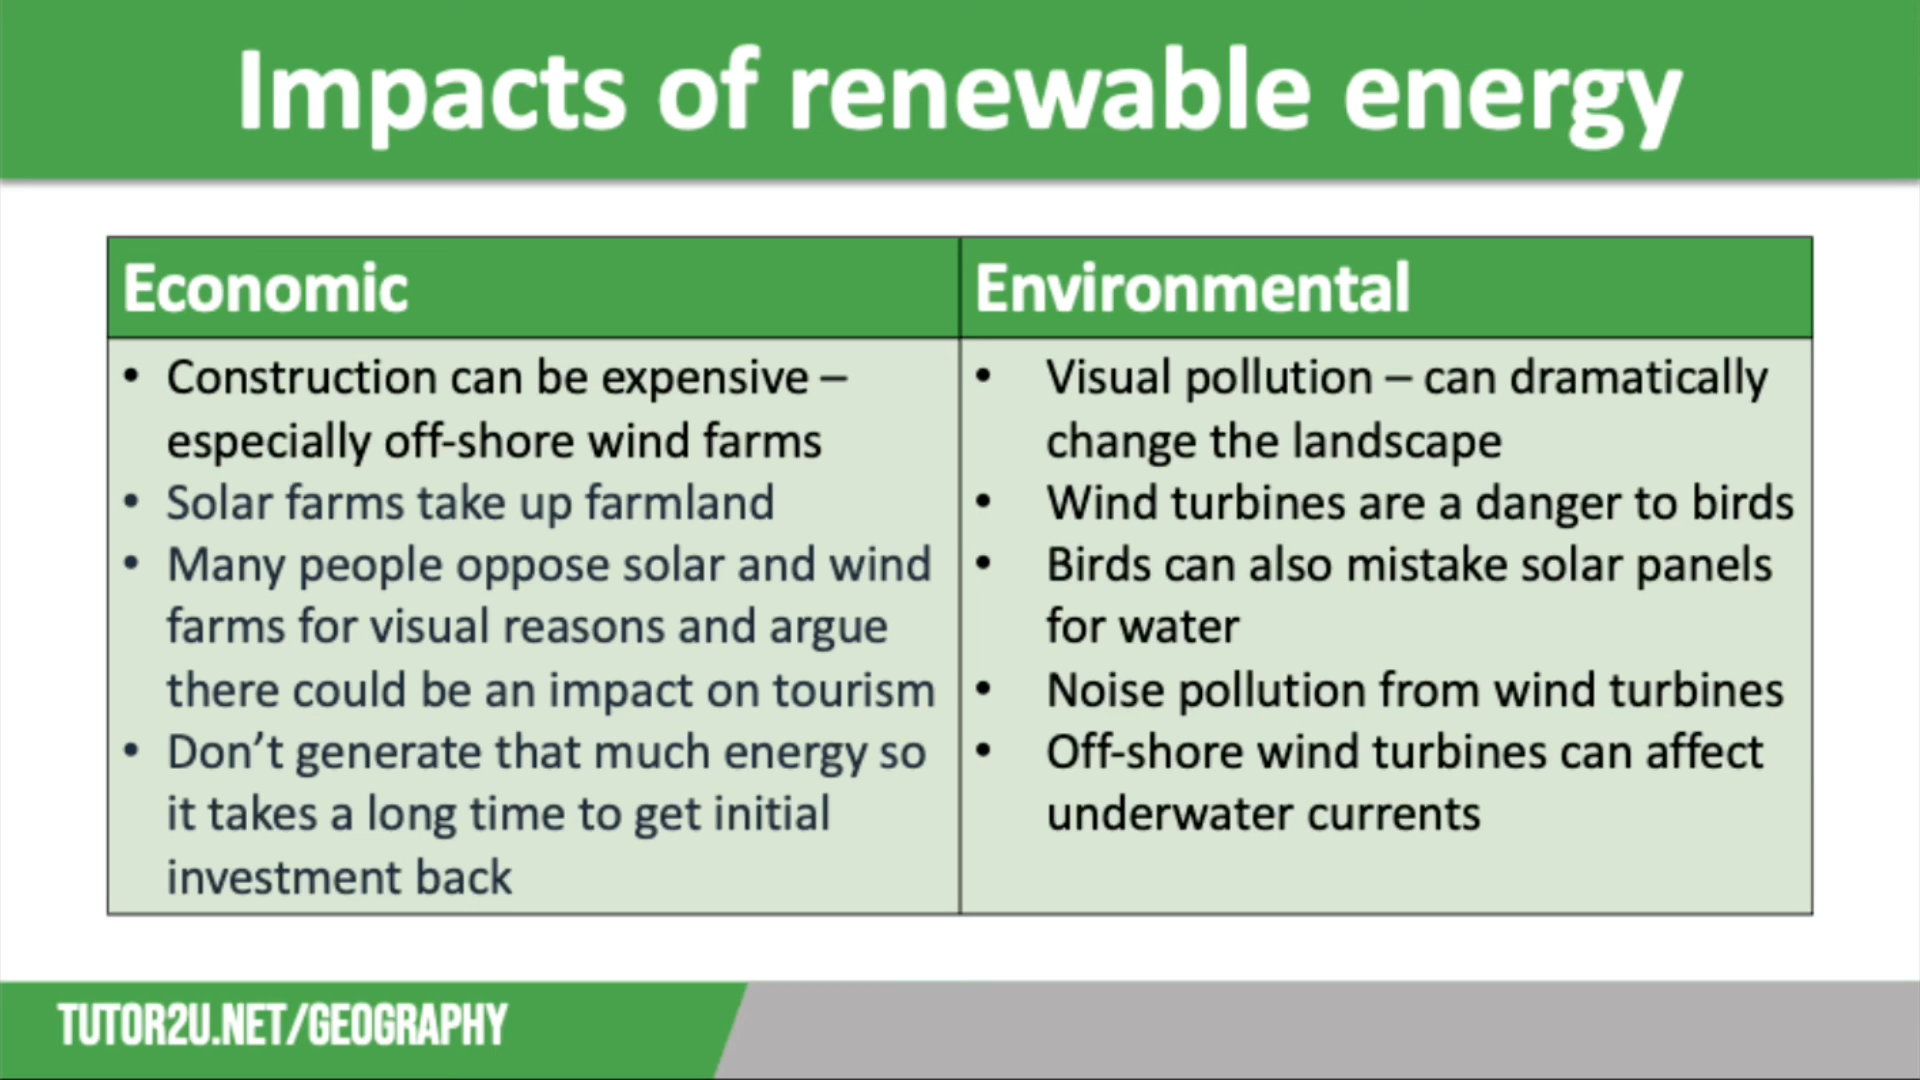 Impacts of renewable energy
Economic
• Construction can be expensive –
especially off-shore wind farms
• Solar farms take up farmland
• Many people oppose solar and wind
farms for visual reasons and argue
there could be an impact on tourism
• Don’t generate that much energy so
it takes a long time to get initial
investment back
Environmental
• Visual pollution – can dramatically
change the landscape
• Wind turbines are a danger to birds
• Birds can also mistake solar panels
for water
• Noise pollution from wind turbines
• Off-shore wind turbines can affect
underwater currents
TUTOR2U.NET/GEOGRAPHY